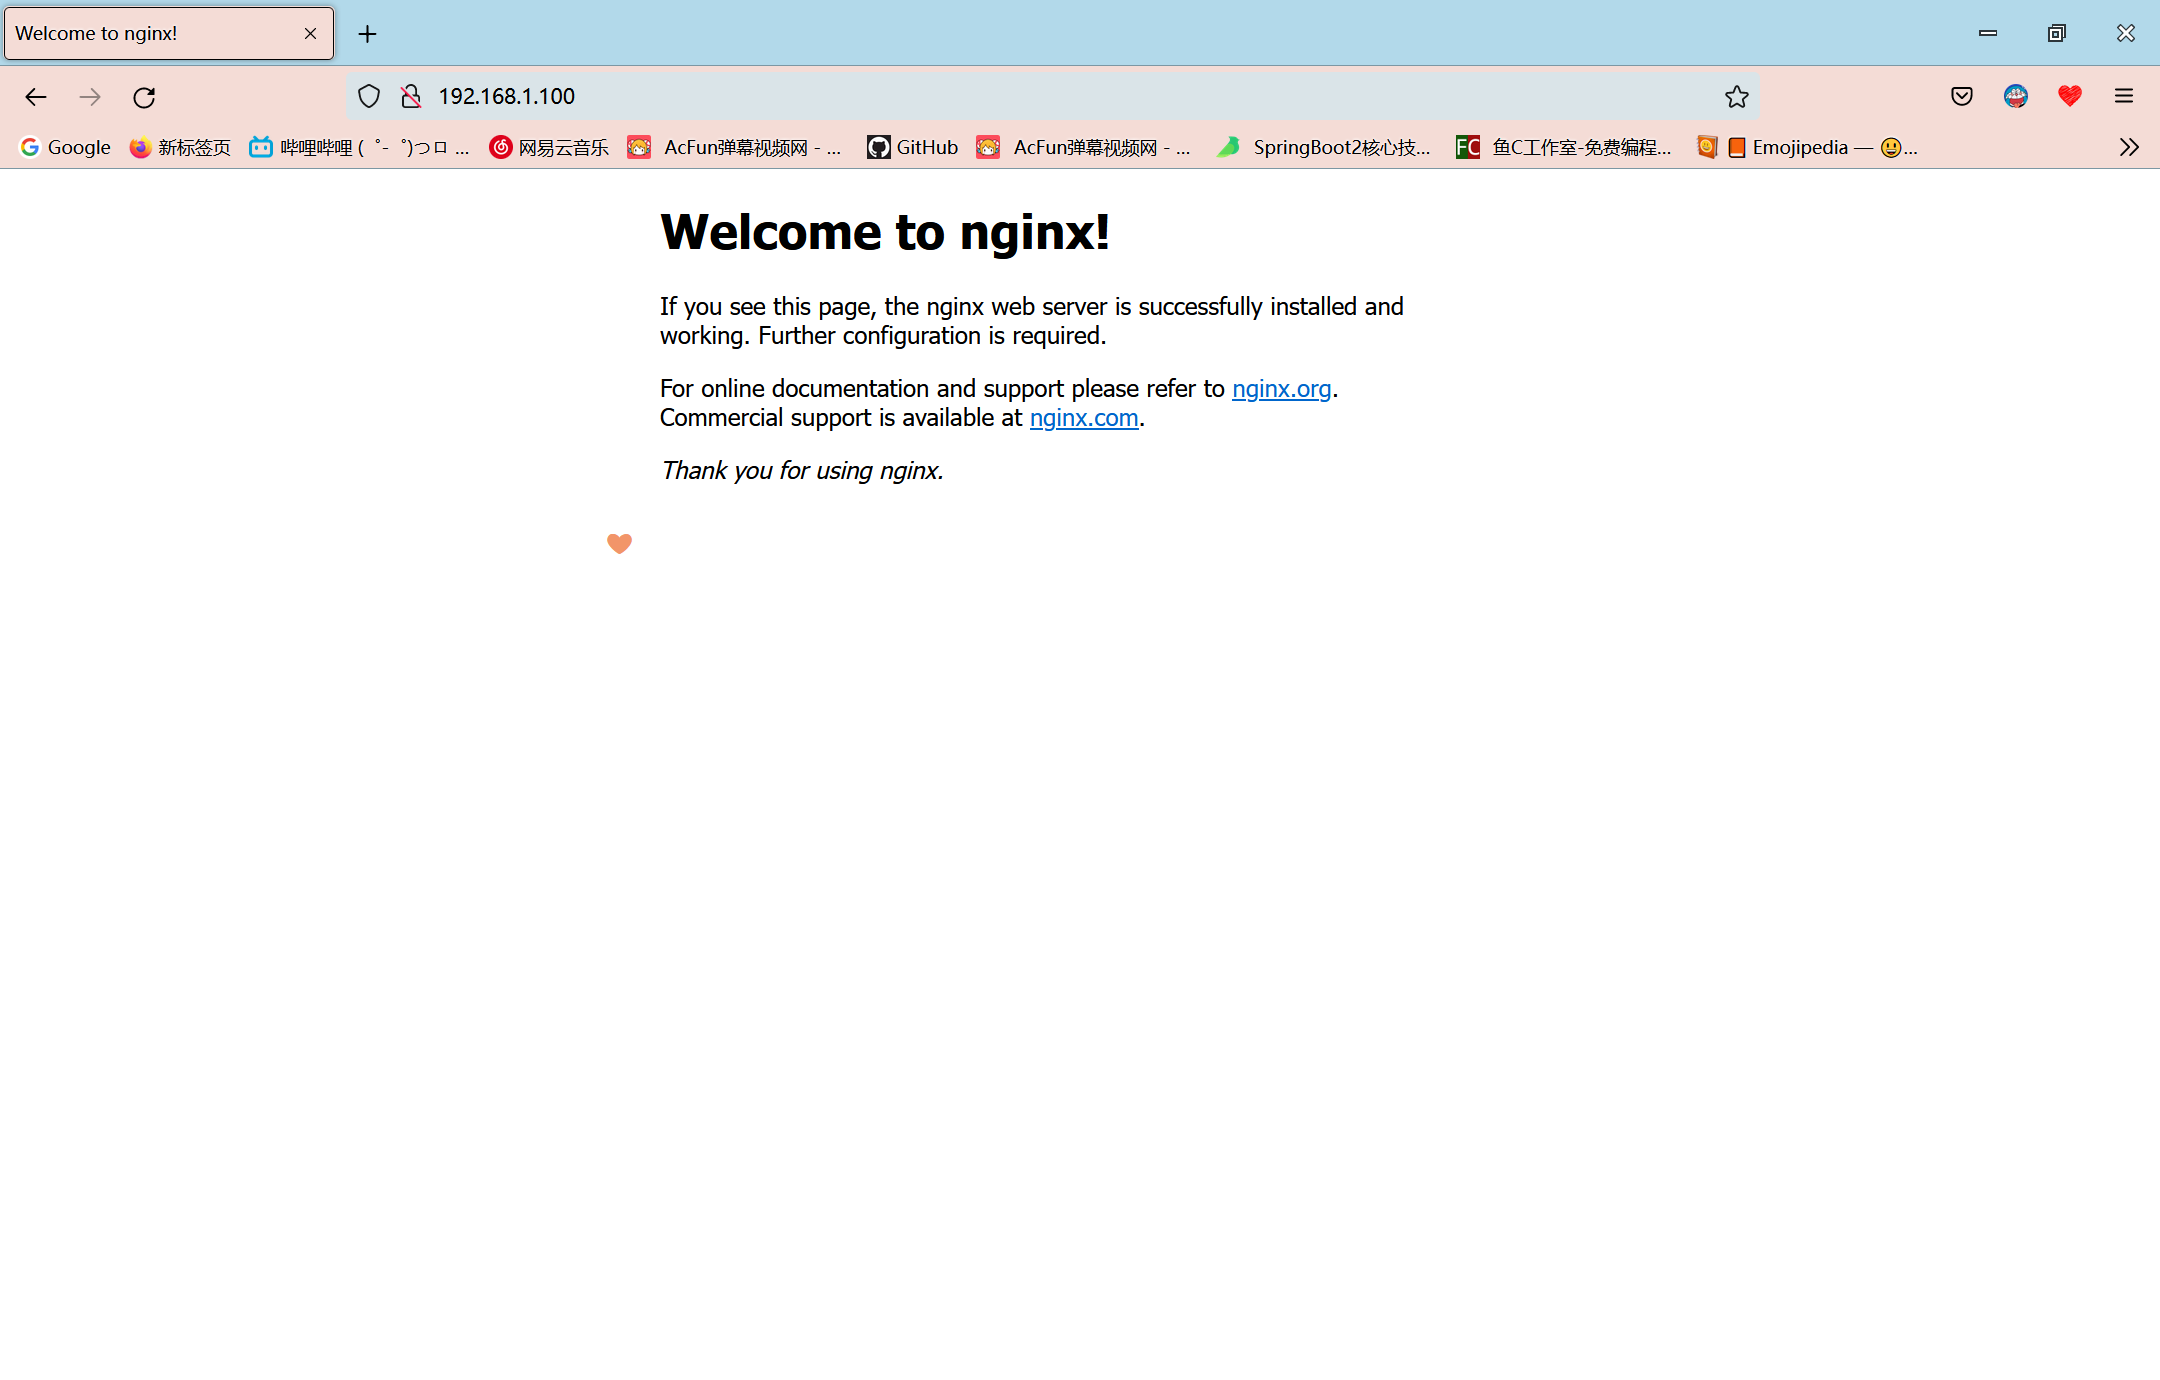 Welcome to nginx!
192.168.1.100
Google 新标签页 哔哩哔哩 ( ゜- ゜)つロ ... 网易云音乐 AcFun弹幕视频网 - ... GitHub AcFun弹幕视频网 - ... SpringBoot2核心技... FC 鱼C工作室-免费编程... Emojipedia — 😃...
Welcome to nginx!
If you see this page, the nginx web server is successfully installed and
working. Further configuration is required.
For online documentation and support please refer to nginx.org.
Commercial support is available at nginx.com.
Thank you for using nginx.